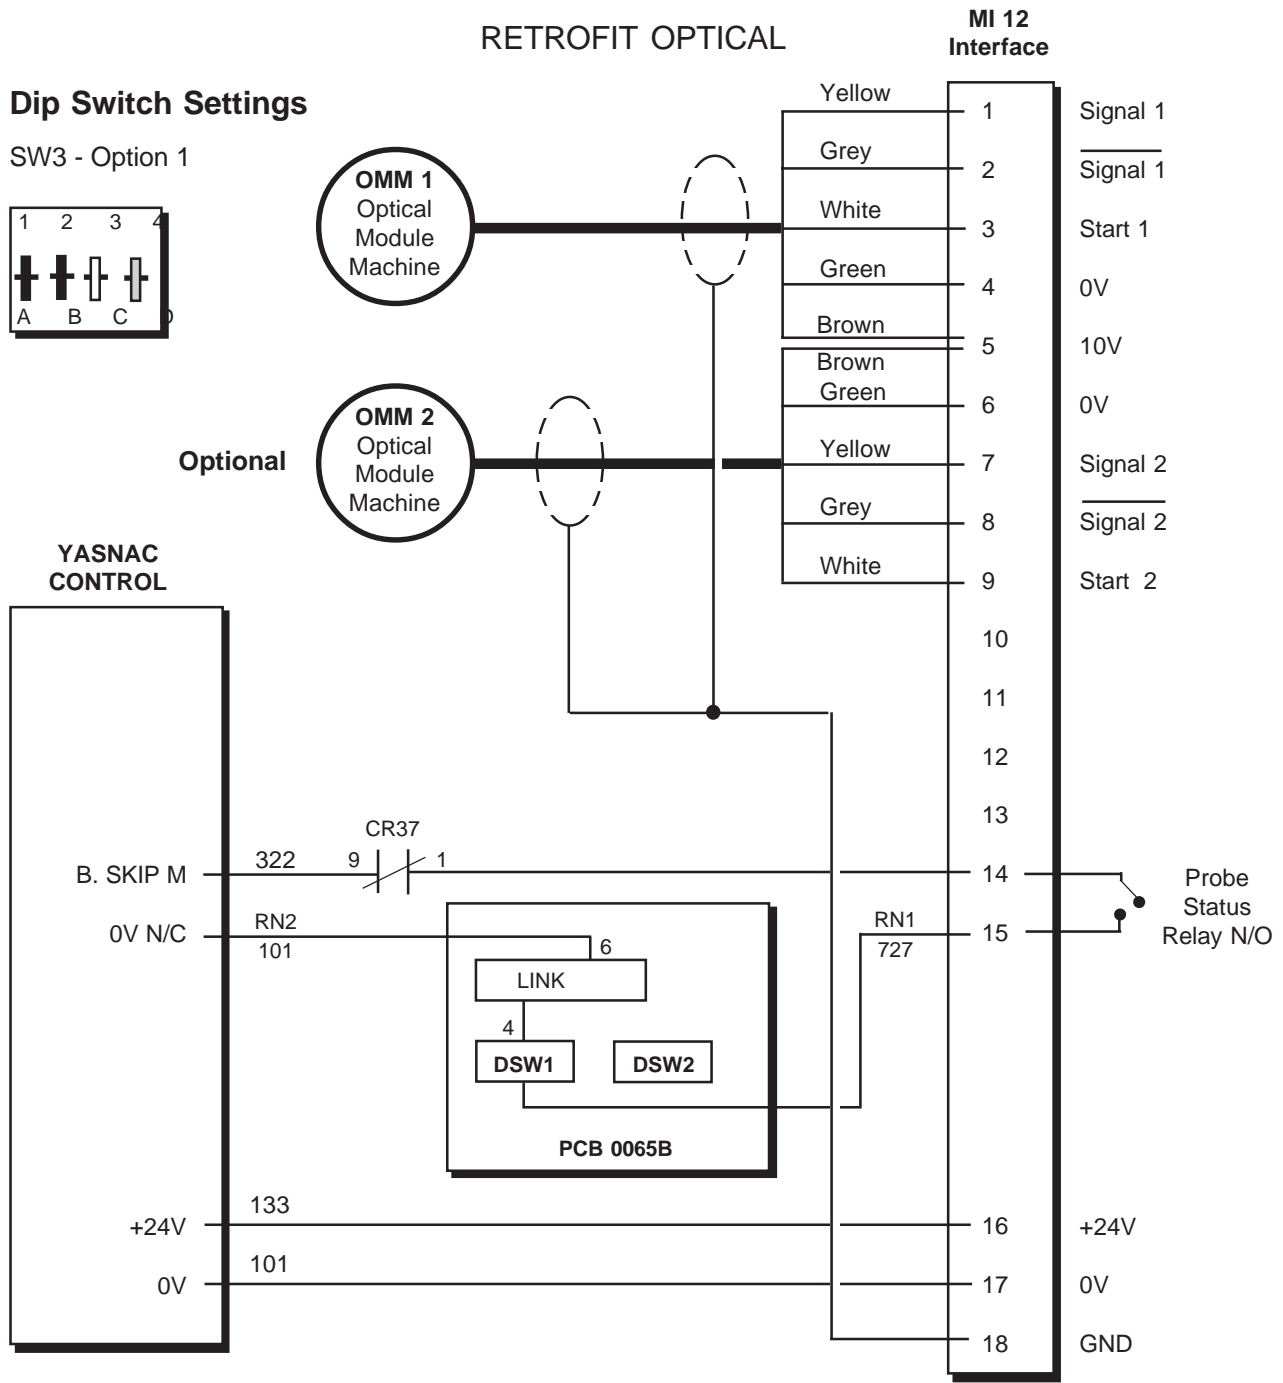 RETROFIT OPTICAL
MI 12
Interface
Dip Switch Settings
SW3 - Option 1
1 2 3 4
A B C D
OMM 1
Optical
Module
Machine
Yellow 1 Signal 1
Grey 2 Signal 1
White 3 Start 1
Green 4 0V
Brown
5 10V
Brown
Green 6 0V
Optional
OMM 2
Optical
Module
Machine
Yellow 7 Signal 2
Grey 8 Signal 2
White 9 Start 2
10
11
12
13
YASNAC
CONTROL
B. SKIP M 322 9 CR37 1 14
0V N/C RN2
101
6
LINK
4
DSW1 DSW2
PCB 0065B
RN1
727
15
Probe
Status
Relay N/O
+24V 133 16 +24V
0V 101 17 0V
18 GND